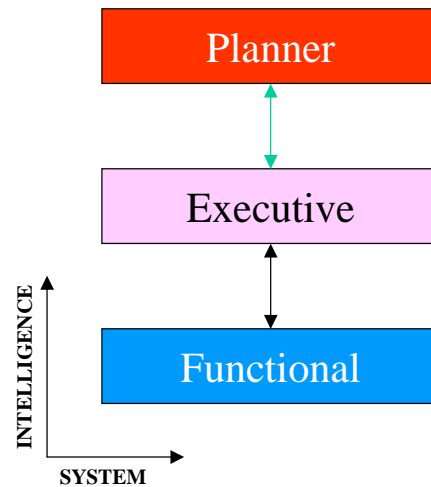 Planner
Executive
Functional
INTELLIGENCE
SYSTEM